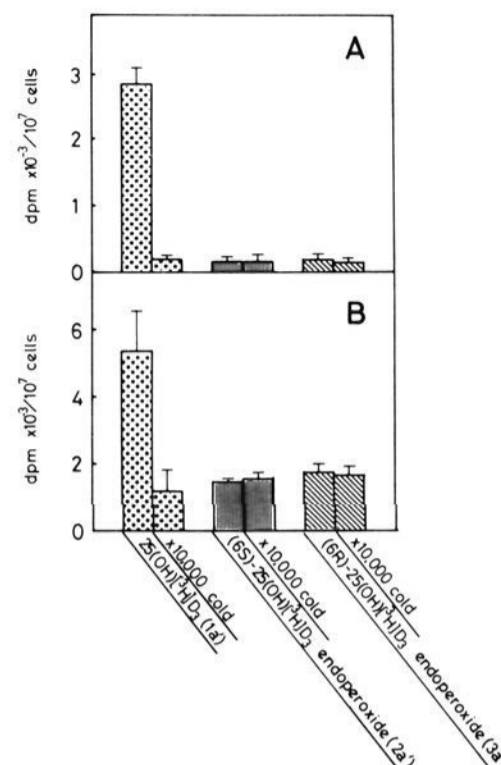 A
dpm x10⁻³/10⁷ cells
3
2
1
0
B
dpm x10⁻³/10⁷ cells
6
4
2
0
25(OH)[³H]D₃ (1a')
x10,000 cold
(6S)-25(OH)[³H]D₃ endoperoxide (2a')
x10,000 cold
(6R)-25(OH)[³H]D₃ endoperoxide (3a
x10,000 cold